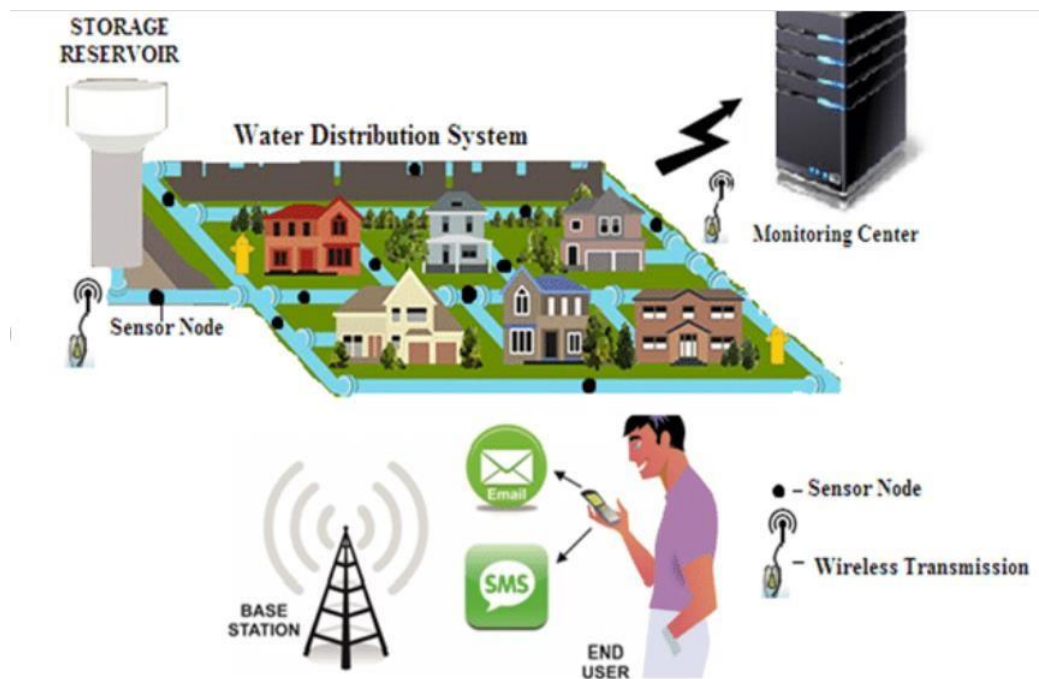 STORAGE
RESERVOIR
Water Distribution System
Monitoring Center
Sensor Node
Email
SMS
BASE
STATION
END
USER
– Sensor Node
– Wireless Transmission